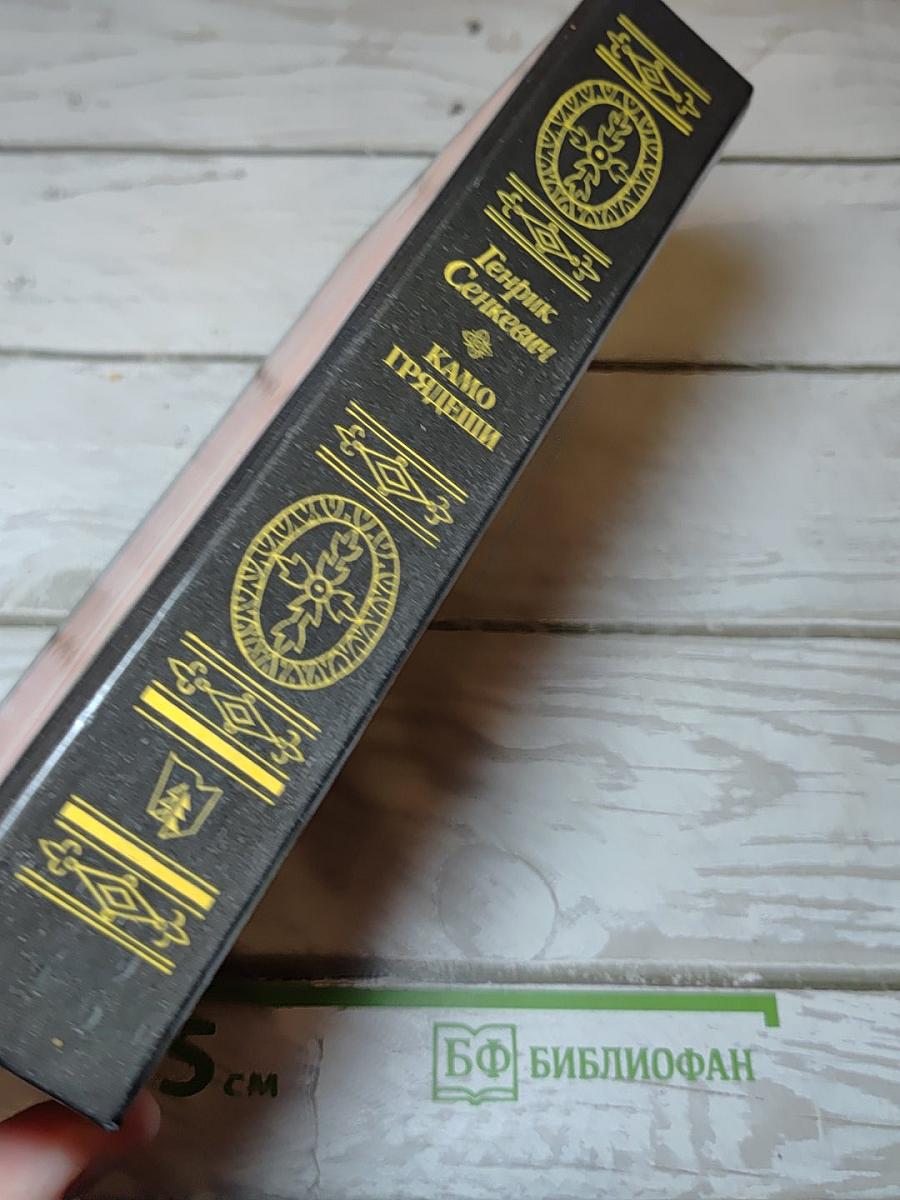 Генрик
Сенкевич
КАМО
ГРЯДЕШИ
5 см
БФ БИБЛИОФАН